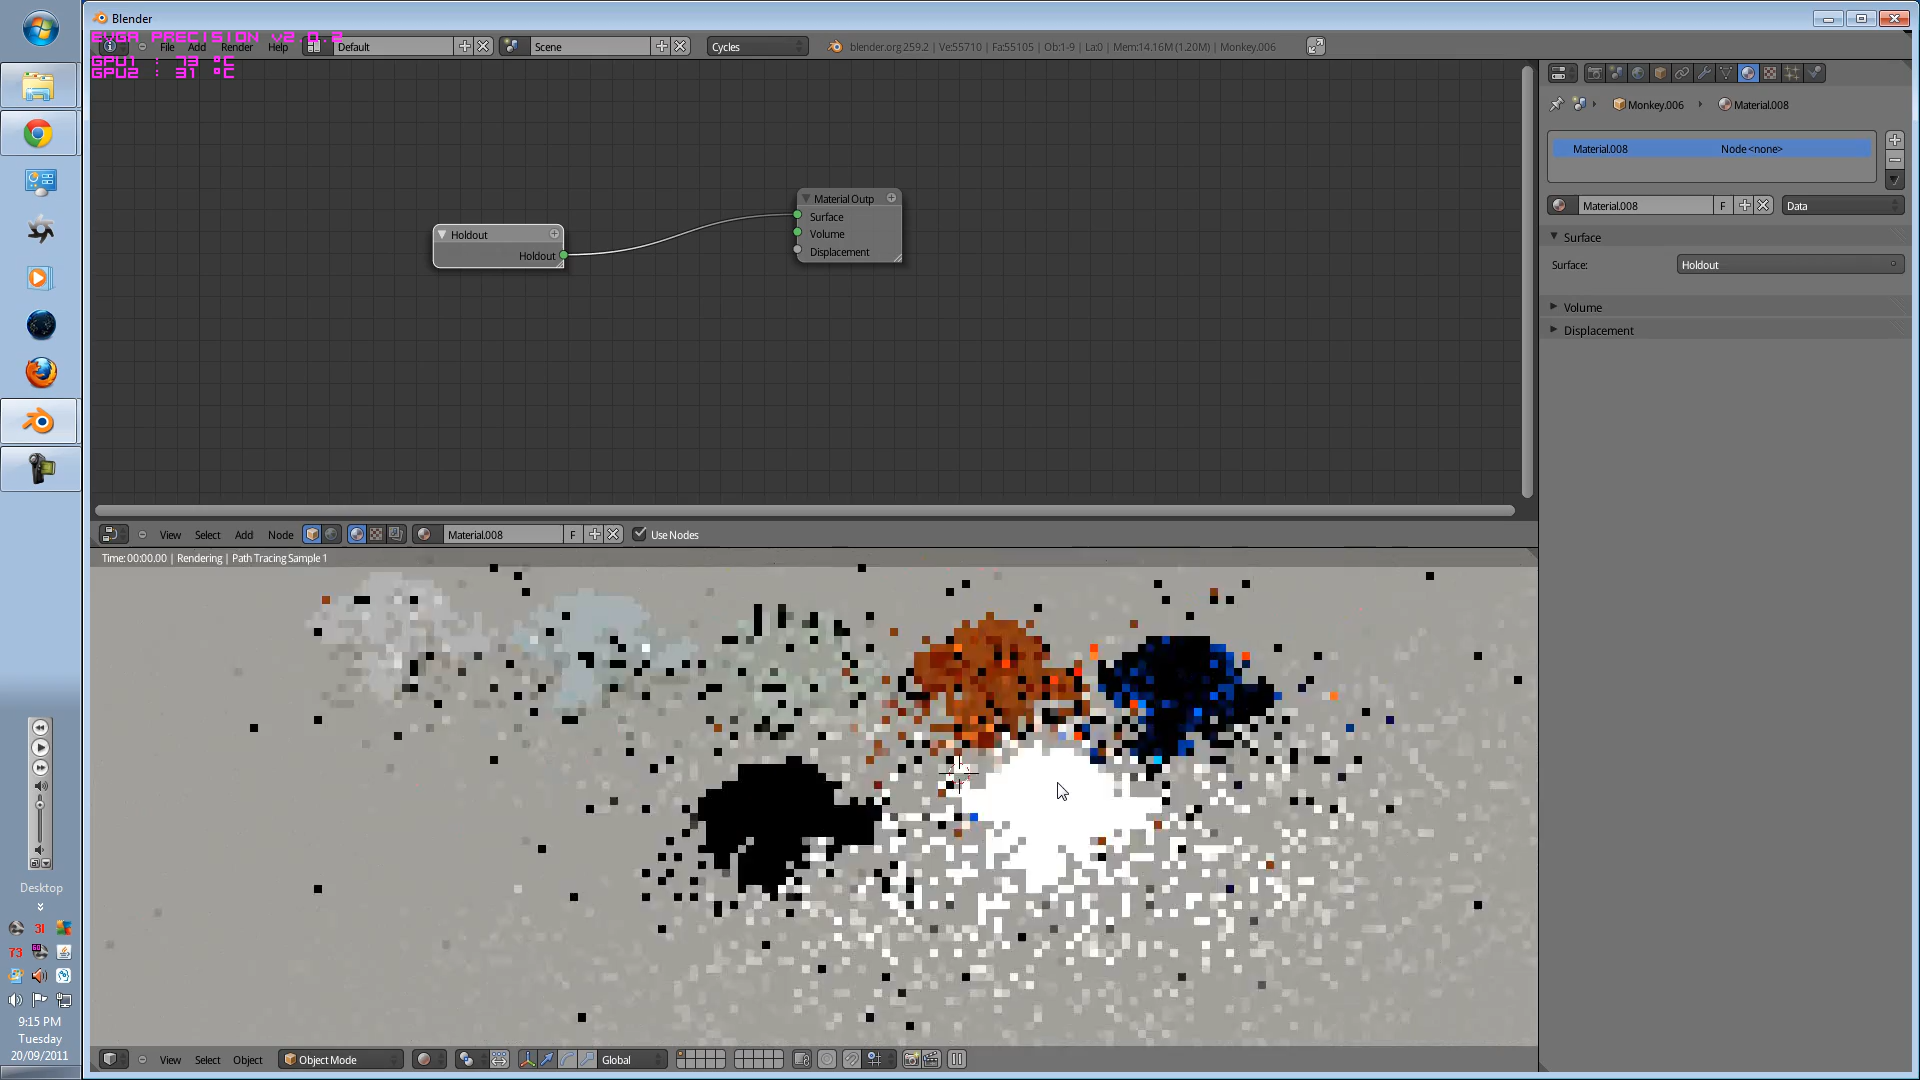 Blender
EVGA PRECISION v2.0.2
File Add Render Help Default Scene Cycles blender.org 259.2 | Ve:55710 | Fa:55105 | Ob:1-9 | La:0 | Mem:14.16M (1.20M) | Monkey.006
GPU1 : 73 °C
GPU2 : 31 °C
Monkey.006 Material.008
Material.008 Node <none>
Material.008 F Data
Surface
Surface: Holdout
Volume
Displacement
Material Outp
Surface
Volume
Displacement
Holdout
Holdout
View Select Add Node Material.008 F Use Nodes
Time:00:00.00 | Rendering | Path Tracing Sample 1
View Select Object Object Mode Global
Desktop
31
73
9:15 PM
Tuesday
20/09/2011